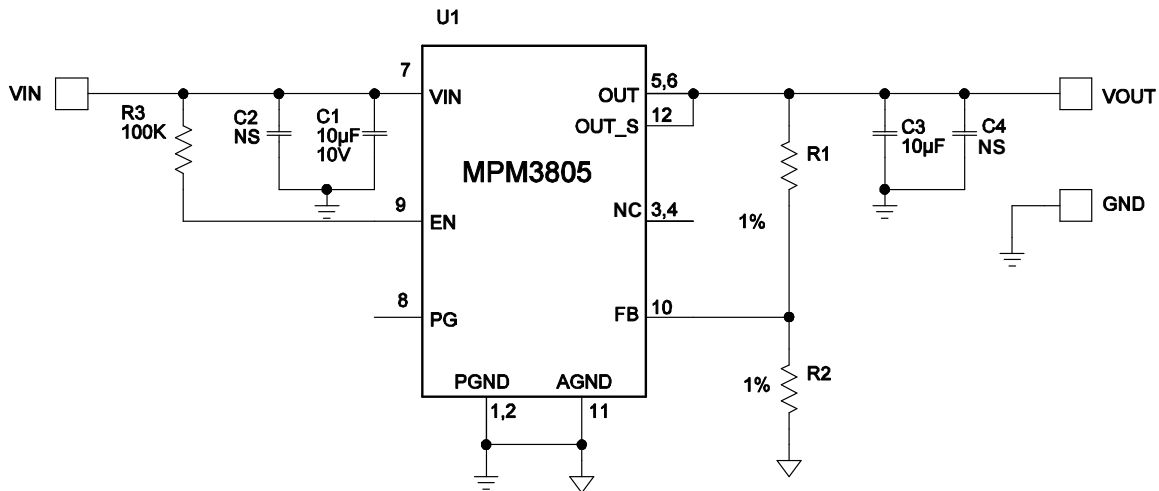 U1
VIN
R3
100K
C2
NS
C1
10µF
10V
7
VIN
9
EN
8
PG
MPM3805
OUT
5,6
OUT_S
12
NC
3,4
FB
10
PGND
1,2
AGND
11
R1
1%
R2
1%
C3
10µF
C4
NS
VOUT
GND